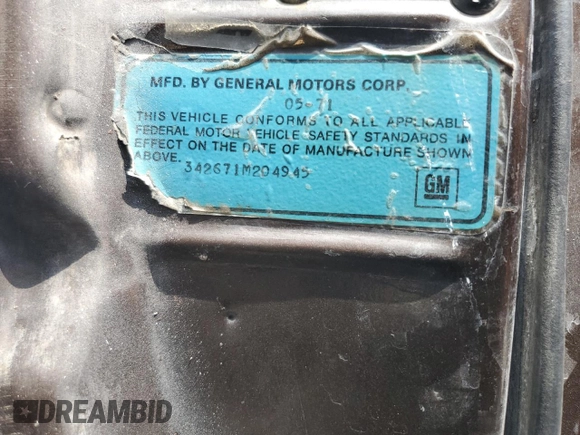 MFD. BY GENERAL MOTORS CORP.
05-71
THIS VEHICLE CONFORMS TO ALL APPLICABLE
FEDERAL MOTOR VEHICLE SAFETY STANDARDS IN
EFFECT ON THE DATE OF MANUFACTURE SHOWN
ABOVE.
342671M204945
GM
DREAMBID